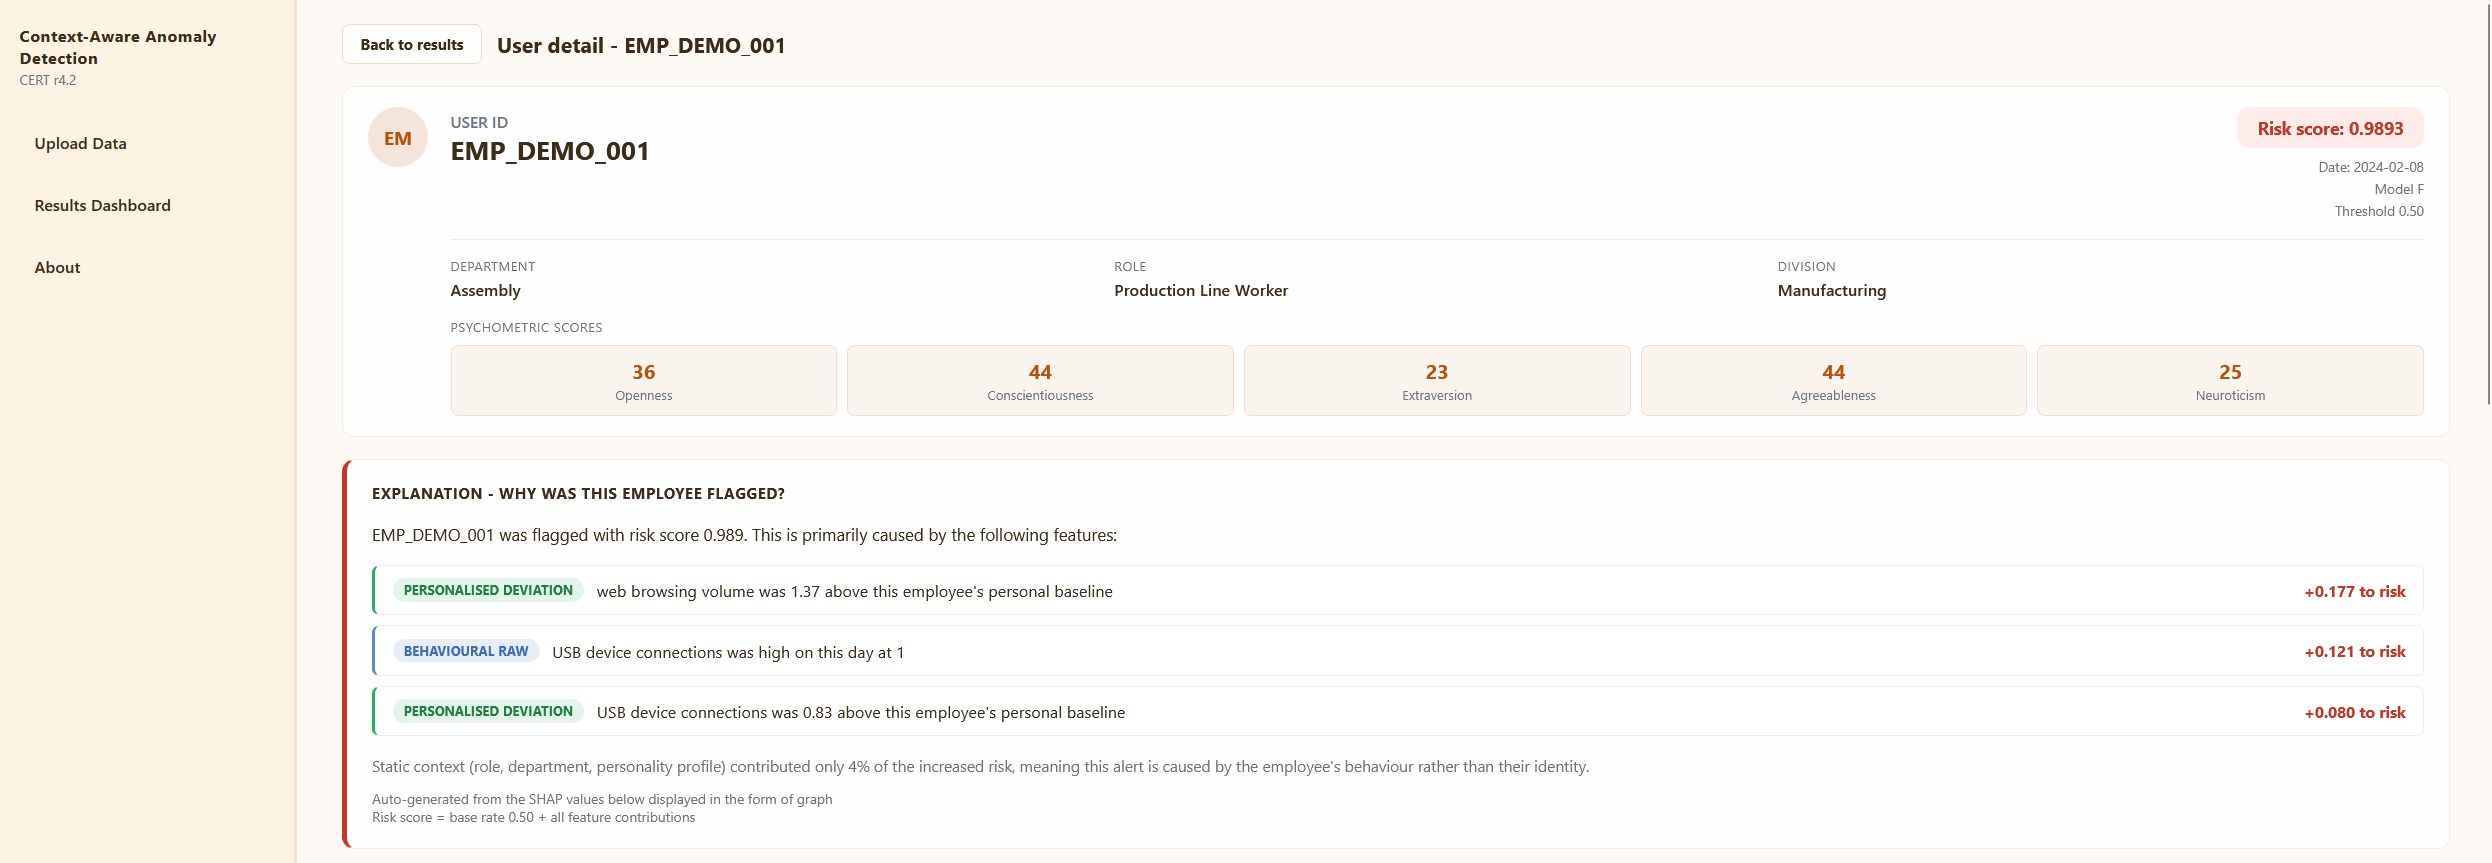 Context-Aware Anomaly
Detection
CERT r4.2
Upload Data
Results Dashboard
About
Back to results
User detail - EMP_DEMO_001
EM
USER ID
EMP_DEMO_001
Risk score: 0.9893
Date: 2024-02-08
Model F
Threshold 0.50
DEPARTMENT
Assembly
ROLE
Production Line Worker
DIVISION
Manufacturing
PSYCHOMETRIC SCORES
36
Openness
44
Conscientiousness
23
Extraversion
44
Agreeableness
25
Neuroticism
EXPLANATION - WHY WAS THIS EMPLOYEE FLAGGED?
EMP_DEMO_001 was flagged with risk score 0.989. This is primarily caused by the following features:
PERSONALISED DEVIATION web browsing volume was 1.37 above this employee's personal baseline +0.177 to risk
BEHAVIOURAL RAW USB device connections was high on this day at 1 +0.121 to risk
PERSONALISED DEVIATION USB device connections was 0.83 above this employee's personal baseline +0.080 to risk
Static context (role, department, personality profile) contributed only 4% of the increased risk, meaning this alert is caused by the employee's behaviour rather than their identity.
Auto-generated from the SHAP values below displayed in the form of graph
Risk score = base rate 0.50 + all feature contributions